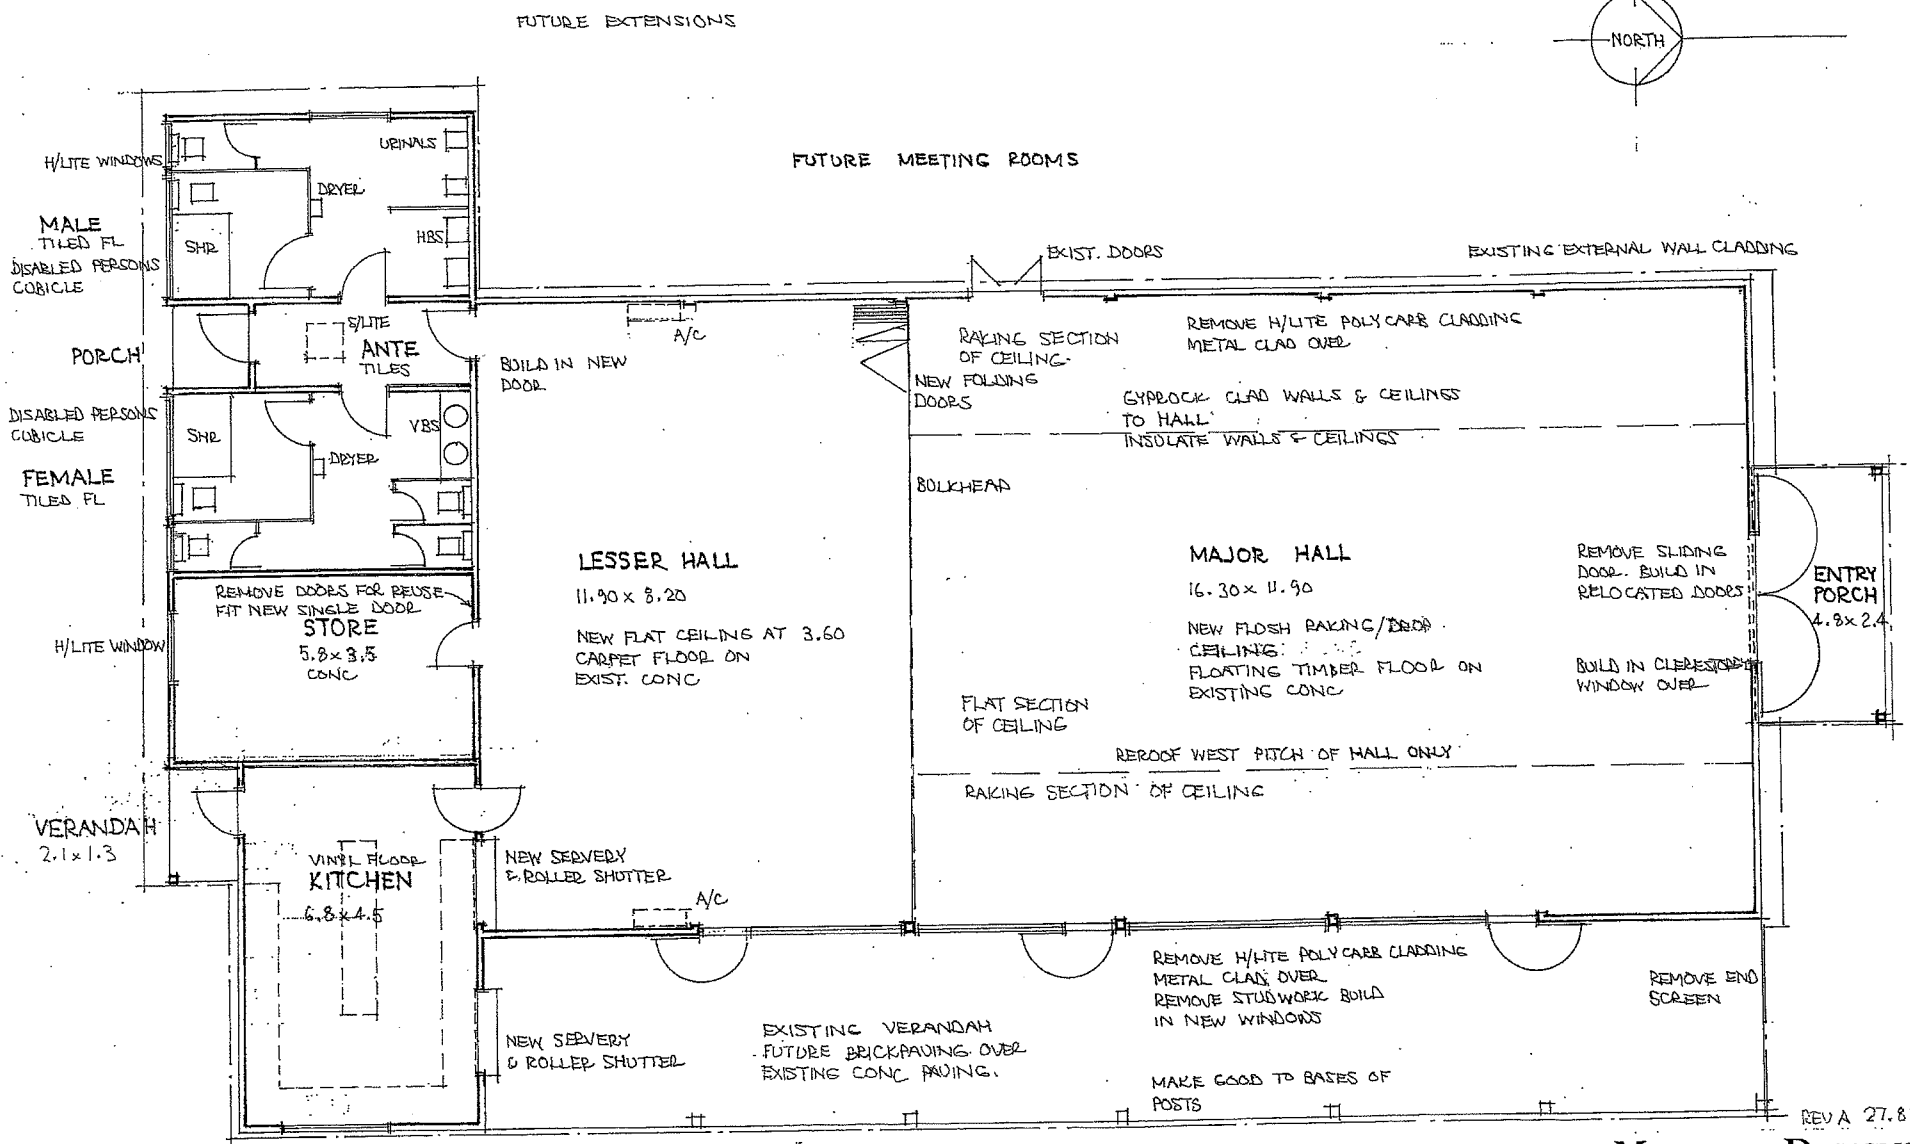 FUTURE EXTENSIONS
NORTH
FUTURE MEETING ROOMS
H/LITE WINDOWS
URINALS
DRYER
MALE
TILED FL
DISABLED PERSONS
CUBICLE
SHR
HBS
EXIST. DOORS
EXISTING EXTERNAL WALL CLADDING
PORCH
S/LITE
ANTE
TILES
BUILD IN NEW
DOOR
A/C
RAKING SECTION
OF CEILING
NEW FOLDING
DOORS
REMOVE H/LITE POLYCARB CLADDING
METAL CLAD OVER
GYPROCK CLAD WALLS & CEILINGS
TO HALL
INSULATE WALLS & CEILINGS
DISABLED PERSONS
CUBICLE
SHR
VBS
DRYER
FEMALE
TILED FL
BULKHEAD
LESSER HALL
11.90 x 8.20
NEW FLAT CEILING AT 3.60
CARPET FLOOR ON
EXIST. CONC
MAJOR HALL
16.30 x 11.90
NEW FLUSH RAKING/DROP
CEILING
FLOATING TIMBER FLOOR ON
EXISTING CONC
REMOVE SLIDING
DOOR. BUILD IN
RELOCATED DOORS
ENTRY
PORCH
4.8 x 2.4
BUILD IN CLERESTOREY
WINDOW OVER
REMOVE DOORS FOR REUSE
FIT NEW SINGLE DOOR
STORE
5.8 x 3.5
CONC
H/LITE WINDOW
FLAT SECTION
OF CEILING
REROOF WEST PITCH OF HALL ONLY
RAKING SECTION OF CEILING
VERANDAH
2.1 x 1.3
VINYL FLOOR
KITCHEN
6.8 x 4.5
NEW SERVERY
& ROLLER SHUTTER
A/C
REMOVE H/LITE POLYCARB CLADDING
METAL CLAD OVER
REMOVE STUDWORK BUILD
IN NEW WINDOWS
REMOVE END
SCREEN
NEW SERVERY
& ROLLER SHUTTER
EXISTING VERANDAH
FUTURE BRICKPAVING OVER
EXISTING CONC PAVING.
MAKE GOOD TO BASES OF
POSTS
REV A 27.8